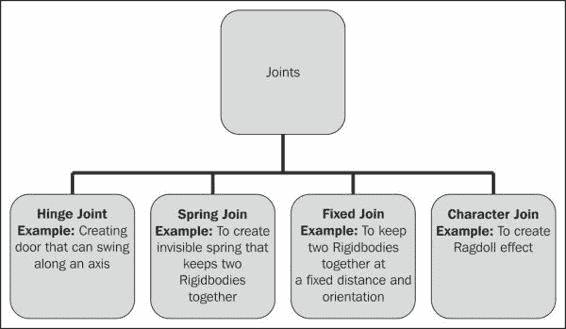 Joints
Hinge Joint
Example: Creating
door that can swing
along an axis
Spring Join
Example: To create
invisible spring that
keeps two
Rigidbodies
together
Fixed Join
Example: To keep
two Rigidbodies
together at
a fixed distance and
orientation
Character Join
Example: To create
Ragdoll effect